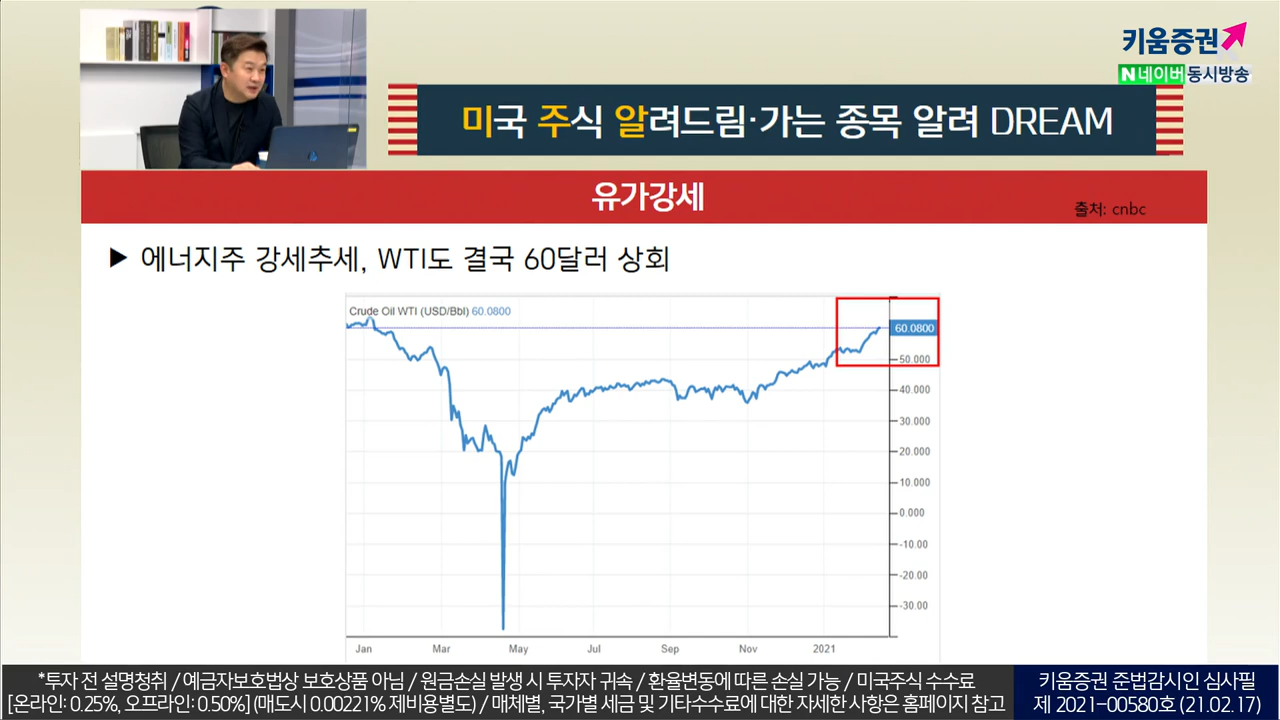 키움증권
N 네이버 동시방송
미국 주식 알려드림·가는 종목 알려 DREAM
유가강세
출처: cnbc
▶ 에너지주 강세추세, WTI도 결국 60달러 상회
Crude Oil WTI (USD/Bbl) 60.0800
60.0800
50.000
40.000
30.000
20.000
10.000
0.000
-10.00
-20.00
-30.00
Jan Mar May Jul Sep Nov 2021
*투자 전 설명청취 / 예금자보호법상 보호상품 아님 / 원금손실 발생 시 투자자 귀속 / 환율변동에 따른 손실 가능 / 미국주식 수수료
[온라인: 0.25%, 오프라인: 0.50%] (매도시 0.00221% 제비용별도) / 매체별, 국가별 세금 및 기타수수료에 대한 자세한 사항은 홈페이지 참고
키움증권 준법감시인 심사필
제 2021-00580호 (21.02.17)